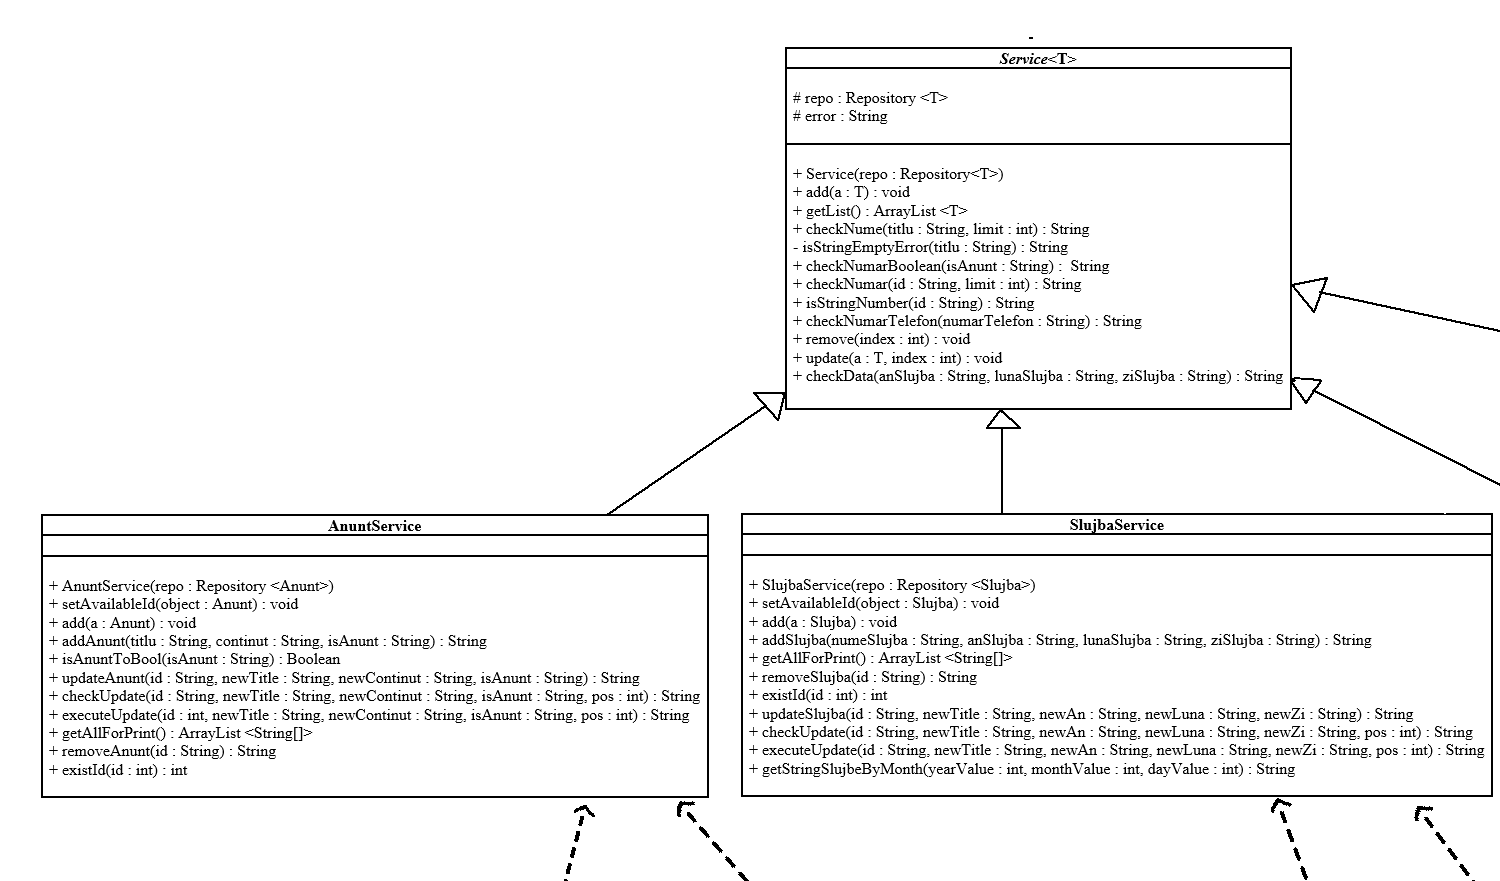 Service<T>
# repo : Repository <T>
# error : String
+ Service(repo : Repository<T>)
+ add(a : T) : void
+ getList() : ArrayList <T>
+ checkNume(titlu : String, limit : int) : String
- isStringEmptyError(titlu : String) : String
+ checkNumarBoolean(isAnunt : String) :  String
+ checkNumar(id : String, limit : int) : String
+ isStringNumber(id : String) : String
+ checkNumarTelefon(numarTelefon : String) : String
+ remove(index : int) : void
+ update(a : T, index : int) : void
+ checkData(anSlujba : String, lunaSlujba : String, ziSlujba : String) : String
AnuntService
+ AnuntService(repo : Repository <Anunt>)
+ setAvailableId(object : Anunt) : void
+ add(a : Anunt) : void
+ addAnunt(titlu : String, continut : String, isAnunt : String) : String
+ isAnuntToBool(isAnunt : String) : Boolean
+ updateAnunt(id : String, newTitle : String, newContinut : String, isAnunt : String) : String
+ checkUpdate(id : String, newTitle : String, newContinut : String, isAnunt : String, pos : int) : String
+ executeUpdate(id : int, newTitle : String, newContinut : String, isAnunt : String, pos : int) : String
+ getAllForPrint() : ArrayList <String[]>
+ removeAnunt(id : String) : String
+ existId(id : int) : int
SlujbaService
+ SlujbaService(repo : Repository <Slujba>)
+ setAvailableId(object : Slujba) : void
+ add(a : Slujba) : void
+ addSlujba(numeSlujba : String, anSlujba : String, lunaSlujba : String, ziSlujba : String) : String
+ getAllForPrint() : ArrayList <String[]>
+ removeSlujba(id : String) : String
+ existId(id : int) : int
+ updateSlujba(id : String, newTitle : String, newAn : String, newLuna : String, newZi : String) : String
+ checkUpdate(id : String, newTitle : String, newAn : String, newLuna : String, newZi : String, pos : int) : String
+ executeUpdate(id : String, newTitle : String, newAn : String, newLuna : String, newZi : String, pos : int) : String
+ getStringSlujbeByMonth(yearValue : int, monthValue : int, dayValue : int) : String